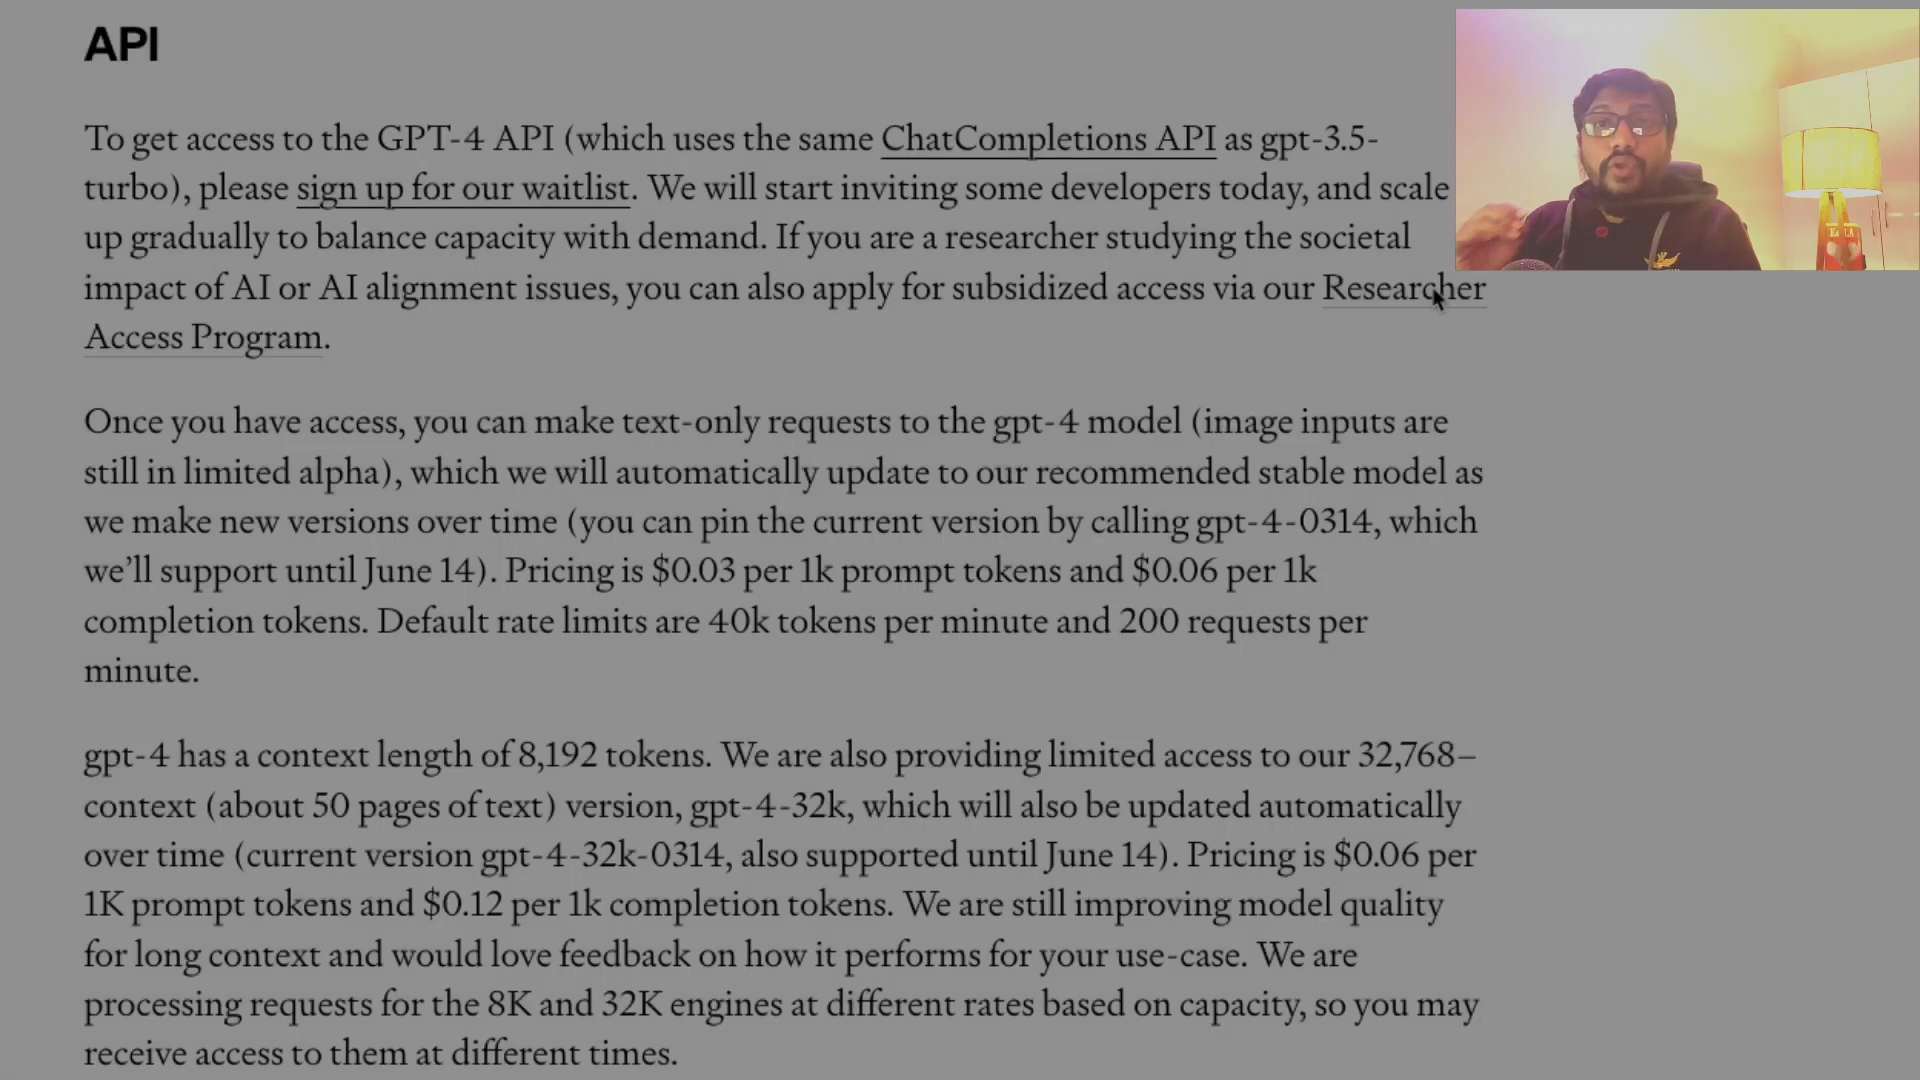 API
To get access to the GPT-4 API (which uses the same ChatCompletions API as gpt-3.5-
turbo), please sign up for our waitlist. We will start inviting some developers today, and scale
up gradually to balance capacity with demand. If you are a researcher studying the societal
impact of AI or AI alignment issues, you can also apply for subsidized access via our Researcher
Access Program.
Once you have access, you can make text-only requests to the gpt-4 model (image inputs are
still in limited alpha), which we will automatically update to our recommended stable model as
we make new versions over time (you can pin the current version by calling gpt-4-0314, which
we’ll support until June 14). Pricing is $0.03 per 1k prompt tokens and $0.06 per 1k
completion tokens. Default rate limits are 40k tokens per minute and 200 requests per
minute.
gpt-4 has a context length of 8,192 tokens. We are also providing limited access to our 32,768–
context (about 50 pages of text) version, gpt-4-32k, which will also be updated automatically
over time (current version gpt-4-32k-0314, also supported until June 14). Pricing is $0.06 per
1K prompt tokens and $0.12 per 1k completion tokens. We are still improving model quality
for long context and would love feedback on how it performs for your use-case. We are
processing requests for the 8K and 32K engines at different rates based on capacity, so you may
receive access to them at different times.